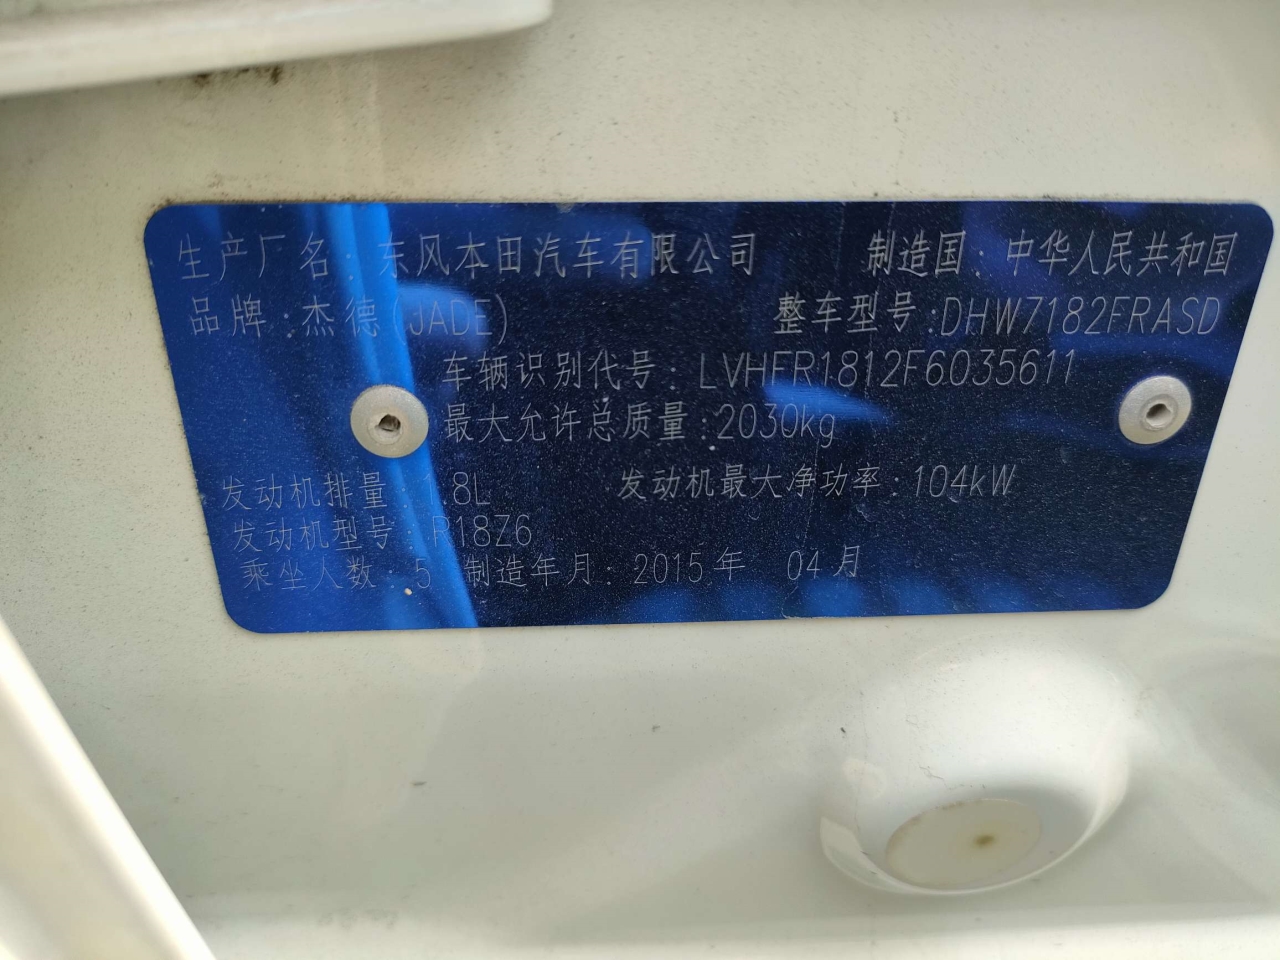 生产厂名：东风本田汽车有限公司 制造国：中华人民共和国
品牌：杰德(JADE) 整车型号：DHW7182FRASD
车辆识别代号：LVHFR1812F6035611
最大允许总质量：2030kg
发动机排量：1.8L 发动机最大净功率：104kW
发动机型号：R18Z6
乘坐人数：5 制造年月：2015年 04月